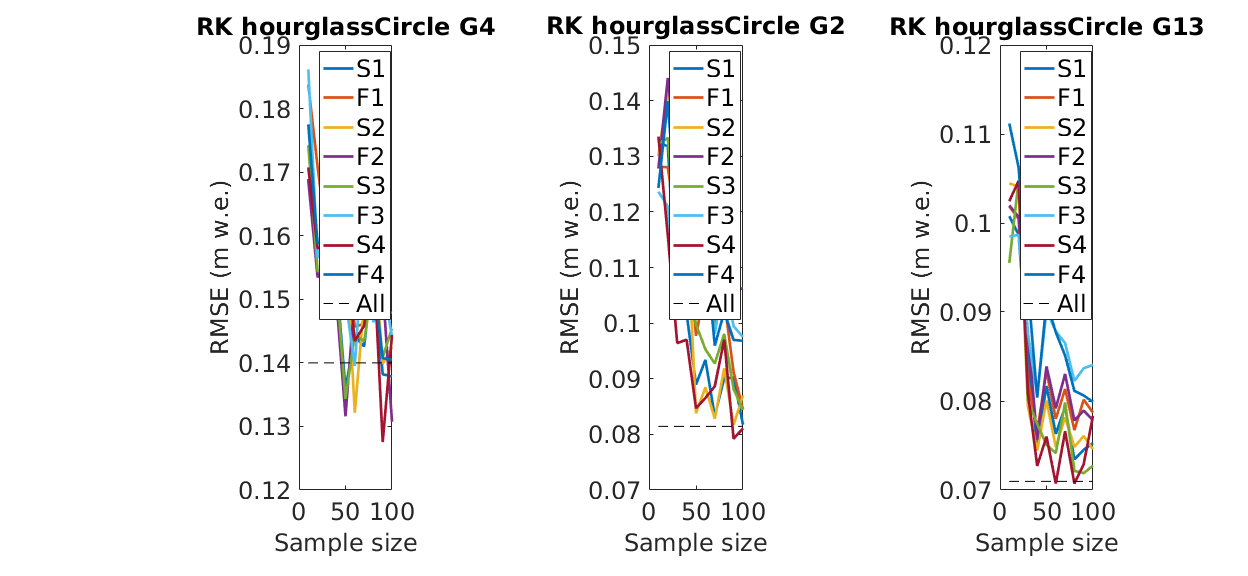 RK hourglassCircle G4
0.19
0.18
0.17
0.16
0.15
0.14
0.13
0.12
RMSE (m w.e.)
S1
F1
S2
F2
S3
F3
S4
F4
All
0 50 100
Sample size
RK hourglassCircle G2
0.15
0.14
0.13
0.12
0.11
0.1
0.09
0.08
0.07
RMSE (m w.e.)
S1
F1
S2
F2
S3
F3
S4
F4
All
0 50 100
Sample size
RK hourglassCircle G13
0.12
0.11
0.1
0.09
0.08
0.07
RMSE (m w.e.)
S1
F1
S2
F2
S3
F3
S4
F4
All
0 50 100
Sample size